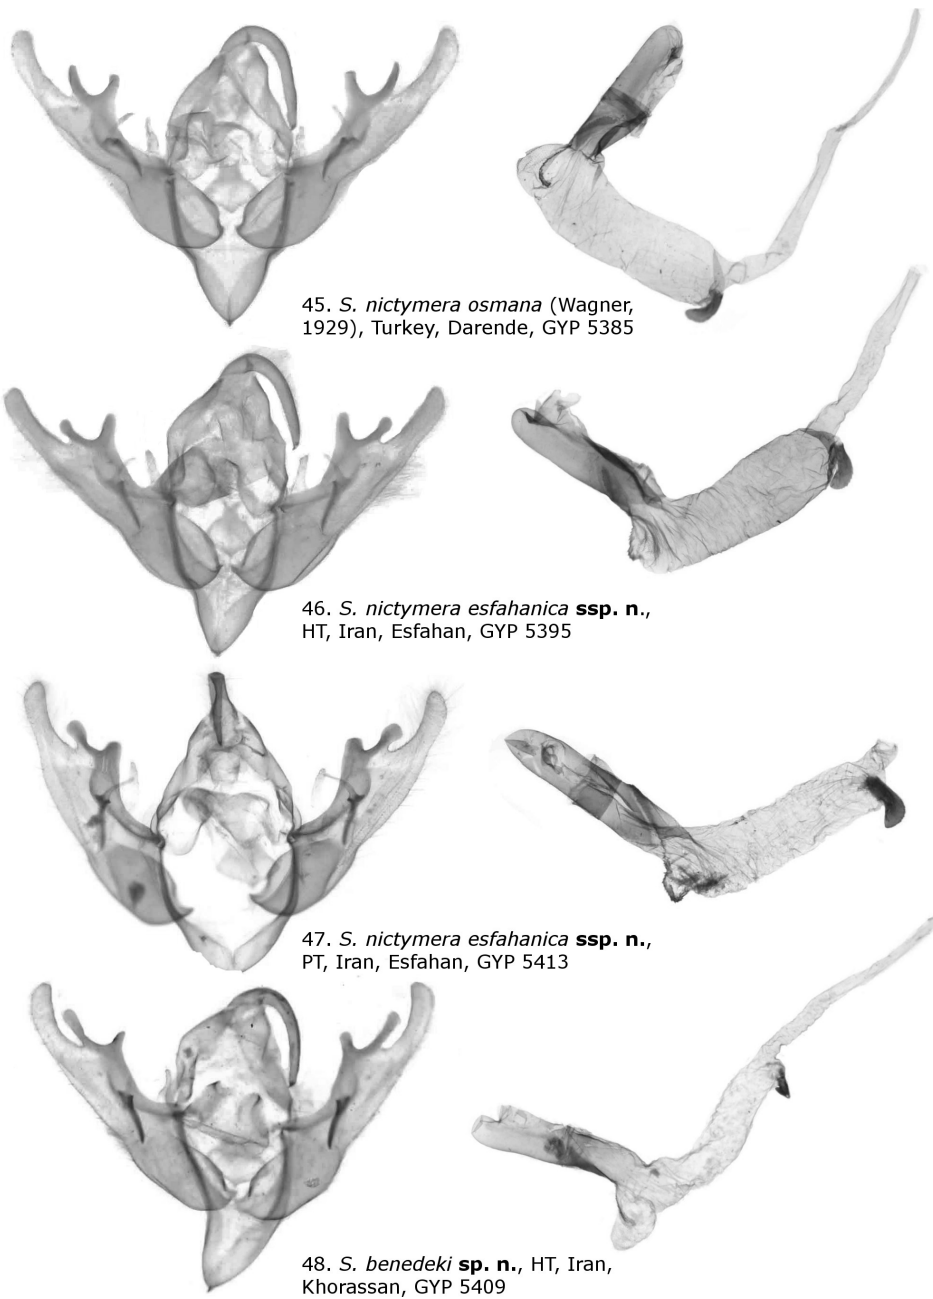 45. S. nictymera osmana (Wagner,
1929), Turkey, Darende, GYP 5385
46. S. nictymera esfahanica ssp. n.,
HT, Iran, Esfahan, GYP 5395
47. S. nictymera esfahanica ssp. n.,
PT, Iran, Esfahan, GYP 5413
48. S. benedeki sp. n., HT, Iran,
Khorassan, GYP 5409